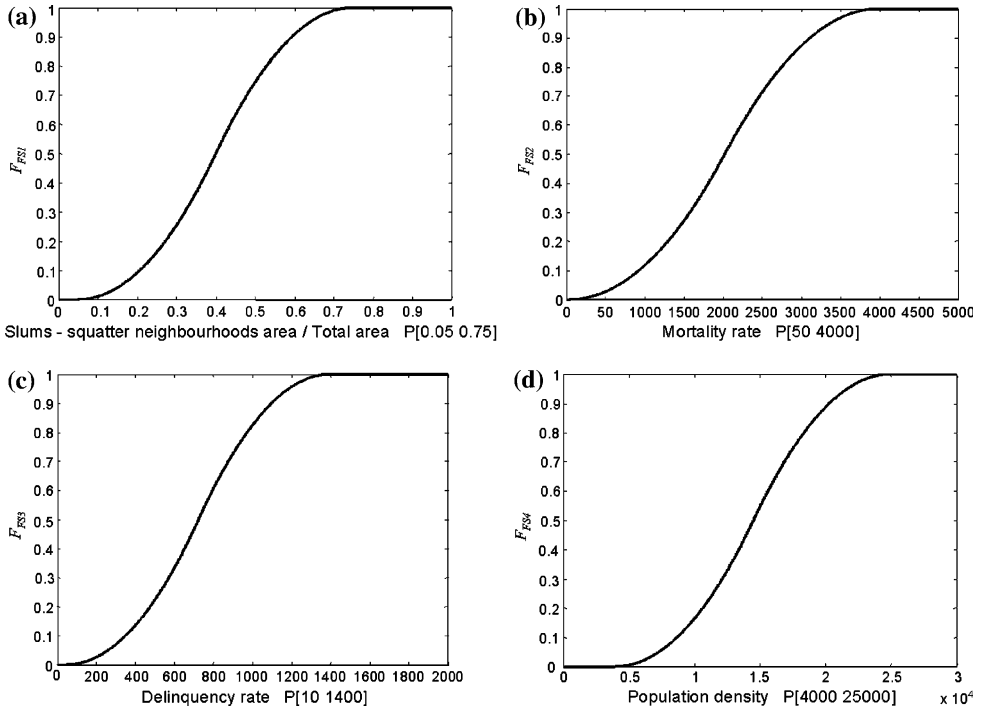 (a)
1
0.9
0.8
0.7
0.6
0.5
0.4
0.3
0.2
0.1
0
F_FS1
0 0.1 0.2 0.3 0.4 0.5 0.6 0.7 0.8 0.9 1
Slums - squatter neighbourhoods area / Total area P[0.05 0.75]
(b)
1
0.9
0.8
0.7
0.6
0.5
0.4
0.3
0.2
0.1
0
F_FS2
0 50 1000 1500 2000 2500 3000 3500 4000 4500 5000
Mortality rate P[50 4000]
(c)
1
0.9
0.8
0.7
0.6
0.5
0.4
0.3
0.2
0.1
0
F_FS3
0 200 400 600 800 1000 1200 1400 1600 1800 2000
Delinquency rate P[10 1400]
(d)
1
0.9
0.8
0.7
0.6
0.5
0.4
0.3
0.2
0.1
0
F_FS4
0 0.5 1 1.5 2 2.5 3
Population density P[4000 25000]
x 10^4